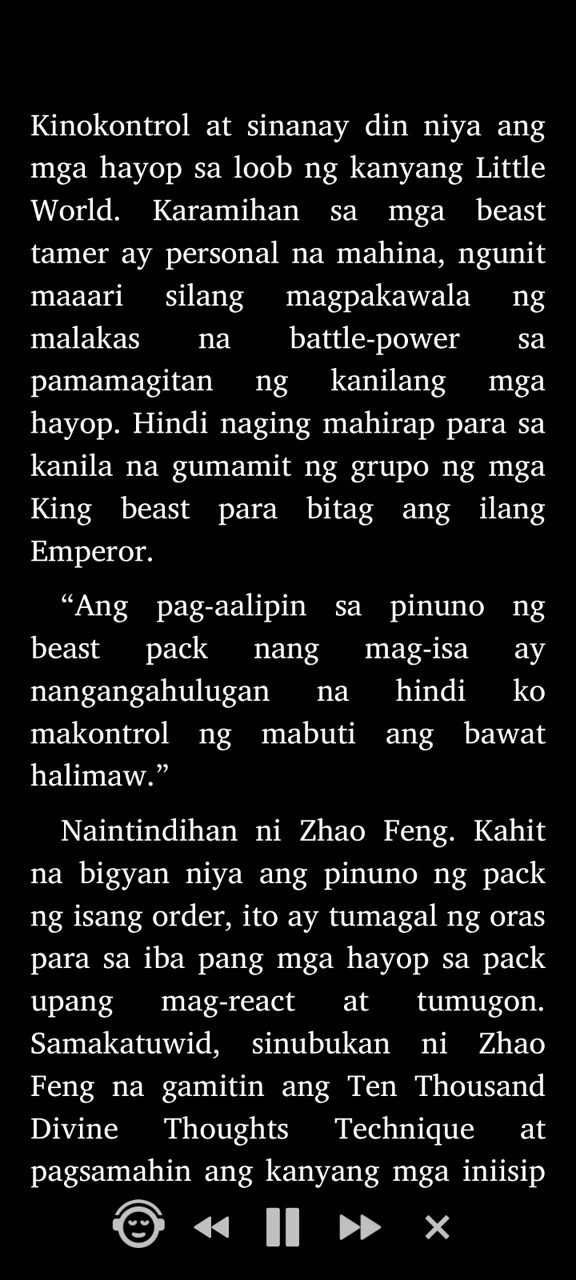 Kinokontrol at sinanay din niya ang
mga hayop sa loob ng kanyang Little
World. Karamihan sa mga beast
tamer ay personal na mahina, ngunit
maaari silang magpakawala ng
malakas na battle-power sa
pamamagitan ng kanilang mga
hayop. Hindi naging mahirap para sa
kanila na gumamit ng grupo ng mga
King beast para bitag ang ilang
Emperor.
“Ang pag-aalipin sa pinuno ng
beast pack nang mag-isa ay
nangangahulugan na hindi ko
makontrol ng mabuti ang bawat
halimaw.”
Naintindihan ni Zhao Feng. Kahit
na bigyan niya ang pinuno ng pack
ng isang order, ito ay tumagal ng oras
para sa iba pang mga hayop sa pack
upang mag-react at tumugon.
Samakatuwid, sinubukan ni Zhao
Feng na gamitin ang Ten Thousand
Divine Thoughts Technique at
pagsamahin ang kanyang mga iniisip